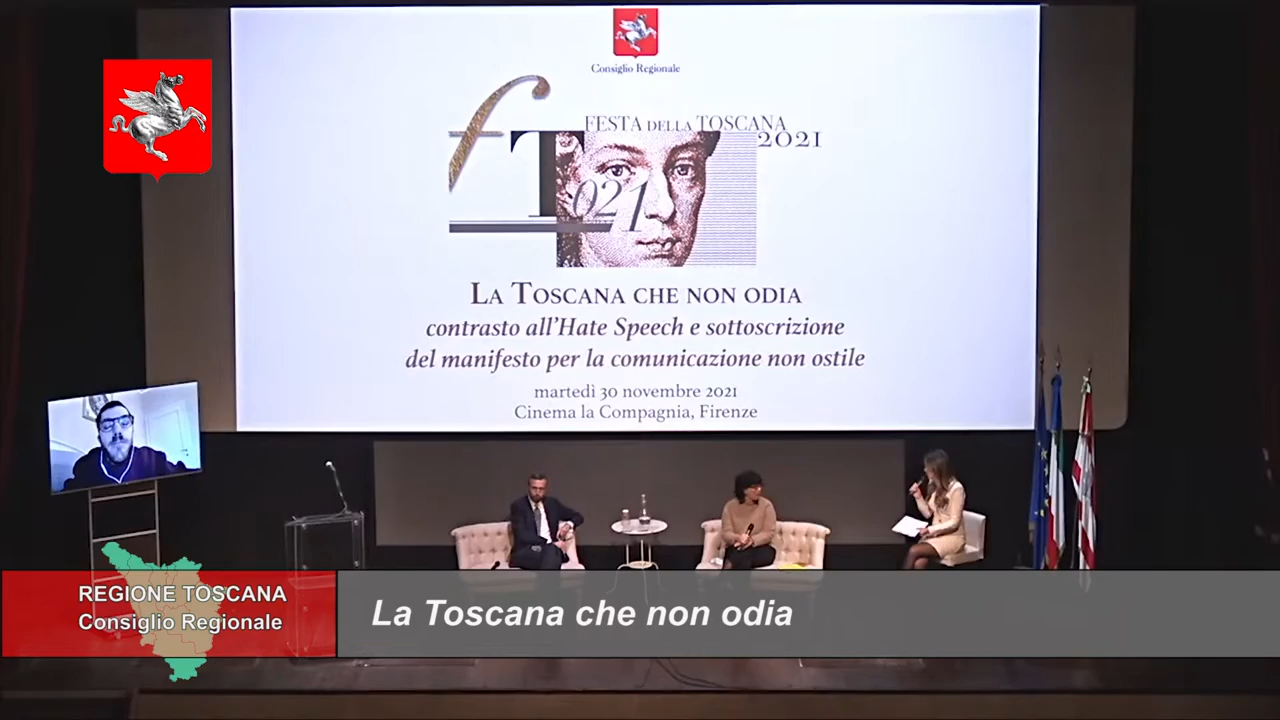 Consiglio Regionale
FESTA DELLA TOSCANA
2021
fT
021
LA TOSCANA CHE NON ODIA
contrasto all'Hate Speech e sottoscrizione
del manifesto per la comunicazione non ostile
martedì 30 novembre 2021
Cinema la Compagnia, Firenze
REGIONE TOSCANA
Consiglio Regionale
La Toscana che non odia